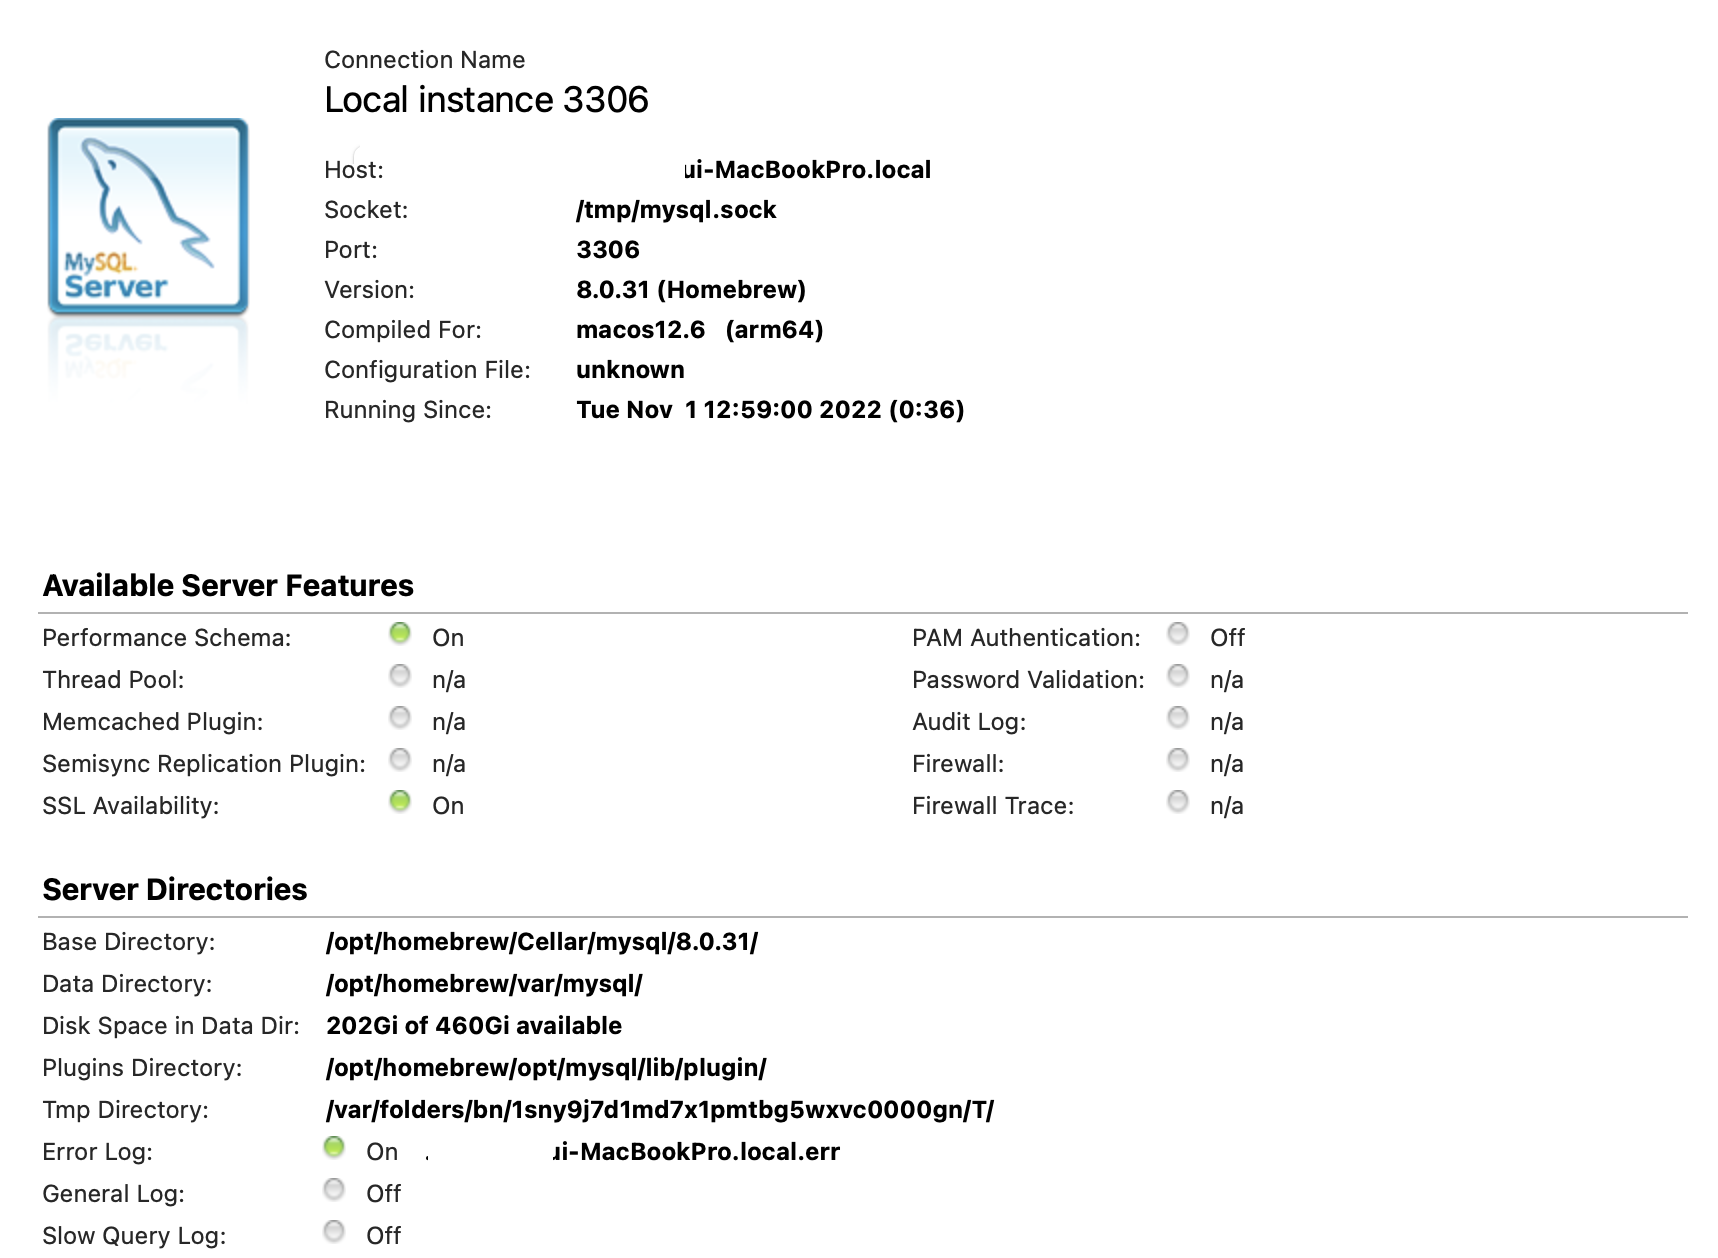 Connection Name
Local instance 3306
MySQL
Server
Host: ui-MacBookPro.local
Socket: /tmp/mysql.sock
Port: 3306
Version: 8.0.31 (Homebrew)
Compiled For: macos12.6 (arm64)
Configuration File: unknown
Running Since: Tue Nov 1 12:59:00 2022 (0:36)
Available Server Features
Performance Schema: On PAM Authentication: Off
Thread Pool: n/a Password Validation: n/a
Memcached Plugin: n/a Audit Log: n/a
Semisync Replication Plugin: n/a Firewall: n/a
SSL Availability: On Firewall Trace: n/a
Server Directories
Base Directory: /opt/homebrew/Cellar/mysql/8.0.31/
Data Directory: /opt/homebrew/var/mysql/
Disk Space in Data Dir: 202Gi of 460Gi available
Plugins Directory: /opt/homebrew/opt/mysql/lib/plugin/
Tmp Directory: /var/folders/bn/1sny9j7d1md7x1pmtbg5wxvc0000gn/T/
Error Log: On . ui-MacBookPro.local.err
General Log: Off
Slow Query Log: Off